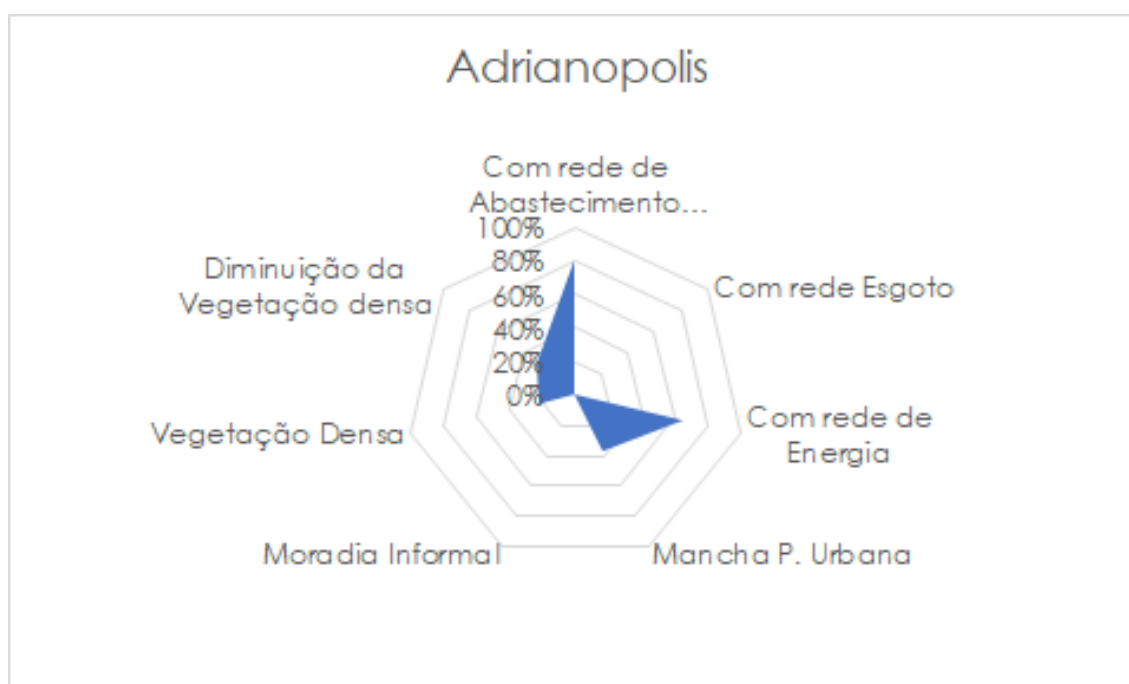 Adrianopolis
Com rede de
Abastecimento...
100%
80%
60%
40%
20%
0%
Com rede Esgoto
Com rede de
Energia
Mancha P. Urbana
Moradia Informal
Vegetação Densa
Diminuição da
Vegetação densa